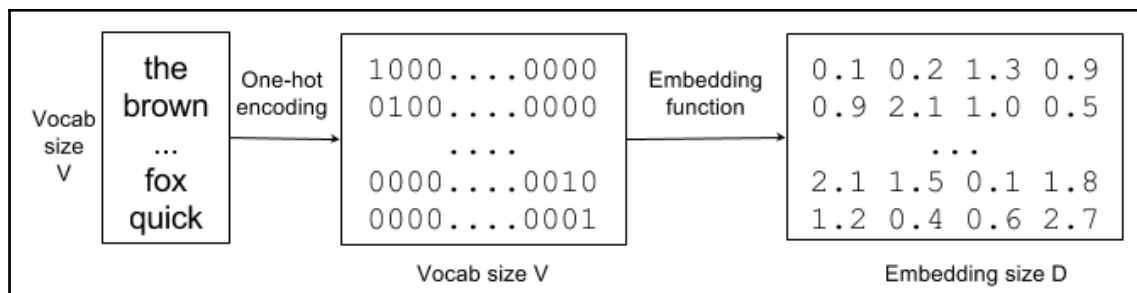 Vocab
size
V
the
brown
...
fox
quick
One-hot
encoding
1000....0000
0100....0000
....
0000....0010
0000....0001
Vocab size V
Embedding
function
0.1 0.2 1.3 0.9
0.9 2.1 1.0 0.5
...
2.1 1.5 0.1 1.8
1.2 0.4 0.6 2.7
Embedding size D